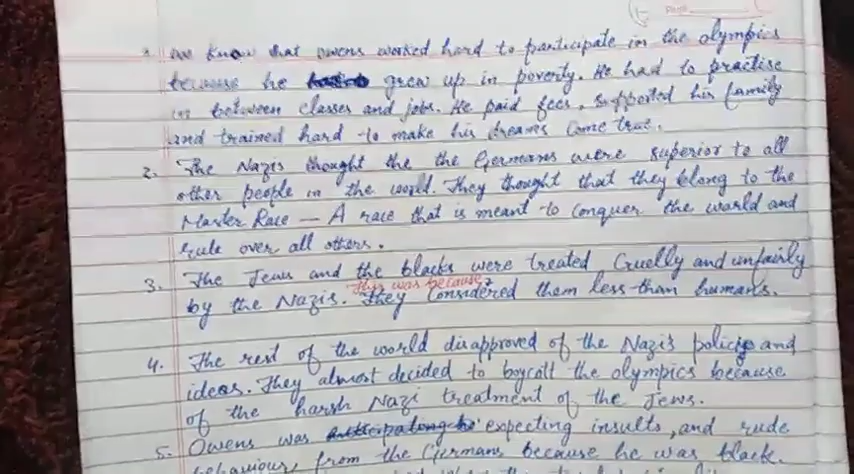 1. We know that owens worked hard to participate in the olympics
because he grew up in poverty. He had to practise
in between classes and jobs. He paid fees, supported his family
and trained hard to make his dreams come true.
2. The Nazis thought the the Germans were superior to all
other people in the world. They thought that they belong to the
Master Race — A race that is meant to conquer the world and
rule over all others.
3. The Jews and the blacks were treated cruelly and unfairly
This was because
by the Nazis. They considered them less than humans.
4. The rest of the world disapproved of the Nazis policies and
ideas. They almost decided to boycott the olympics because
of the harsh Nazi treatment of the Jews.
5. Owens was expecting insults, and rude
behaviour, from the Germans because he was black.